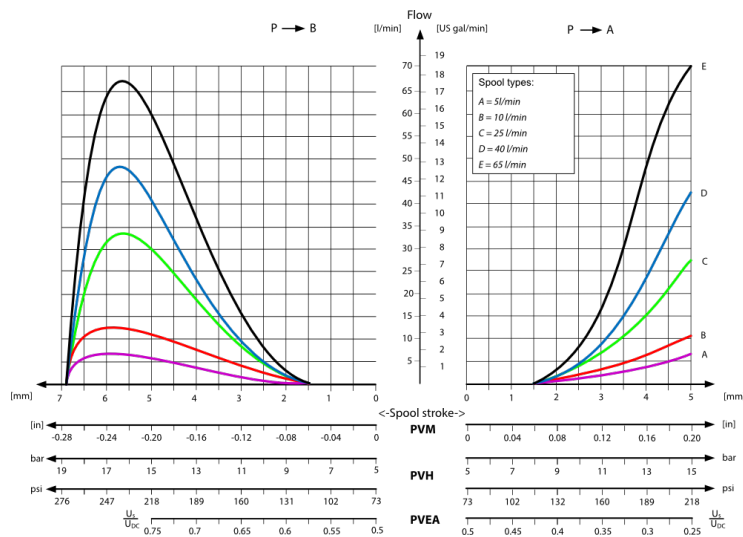 Flow
P → B
[l/min]
[US gal/min]
P → A
70
65
60
55
50
45
40
35
30
25
20
15
10
5
19
18
17
16
15
14
13
12
11
10
9
8
7
6
5
4
3
2
1
Spool types:
A = 5l/min
B = 10 l/min
C = 25 l/min
D = 40 l/min
E = 65 l/min
E
D
C
B
A
[mm] 7 6 5 4 3 2 1 0
0 1 2 3 4 5 [mm]
<-Spool stroke->
[in] -0.28 -0.24 -0.20 -0.16 -0.12 -0.08 -0.04 0
PVM
0 0.04 0.08 0.12 0.16 0.20 [in]
bar 19 17 15 13 11 9 7 5
PVH
5 7 9 11 13 15 bar
psi 276 247 218 189 160 131 102 73
73 102 132 160 189 218 psi
Us
UDC
0.75 0.7 0.65 0.6 0.55 0.5
PVEA
0.5 0.45 0.4 0.35 0.3 0.25
Us
UDC